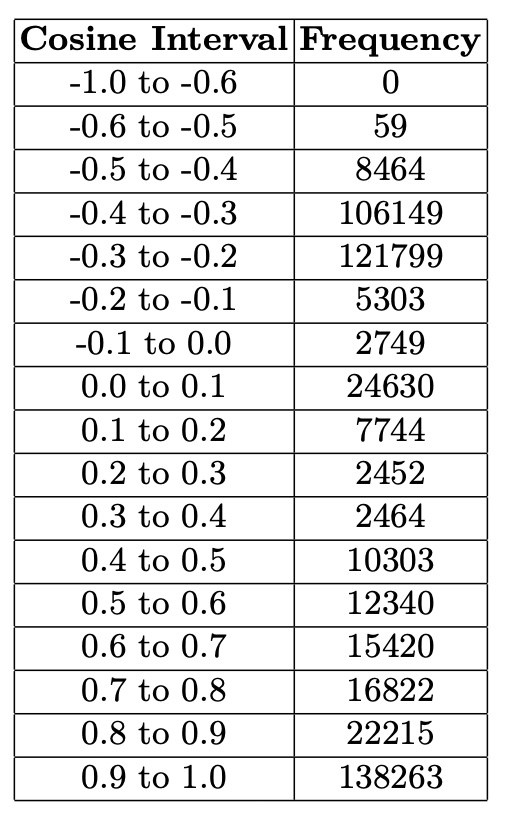 Cosine Interval Frequency
-1.0 to -0.6 0
-0.6 to -0.5 59
-0.5 to -0.4 8464
-0.4 to -0.3 106149
-0.3 to -0.2 121799
-0.2 to -0.1 5303
-0.1 to 0.0 2749
0.0 to 0.1 24630
0.1 to 0.2 7744
0.2 to 0.3 2452
0.3 to 0.4 2464
0.4 to 0.5 10303
0.5 to 0.6 12340
0.6 to 0.7 15420
0.7 to 0.8 16822
0.8 to 0.9 22215
0.9 to 1.0 138263